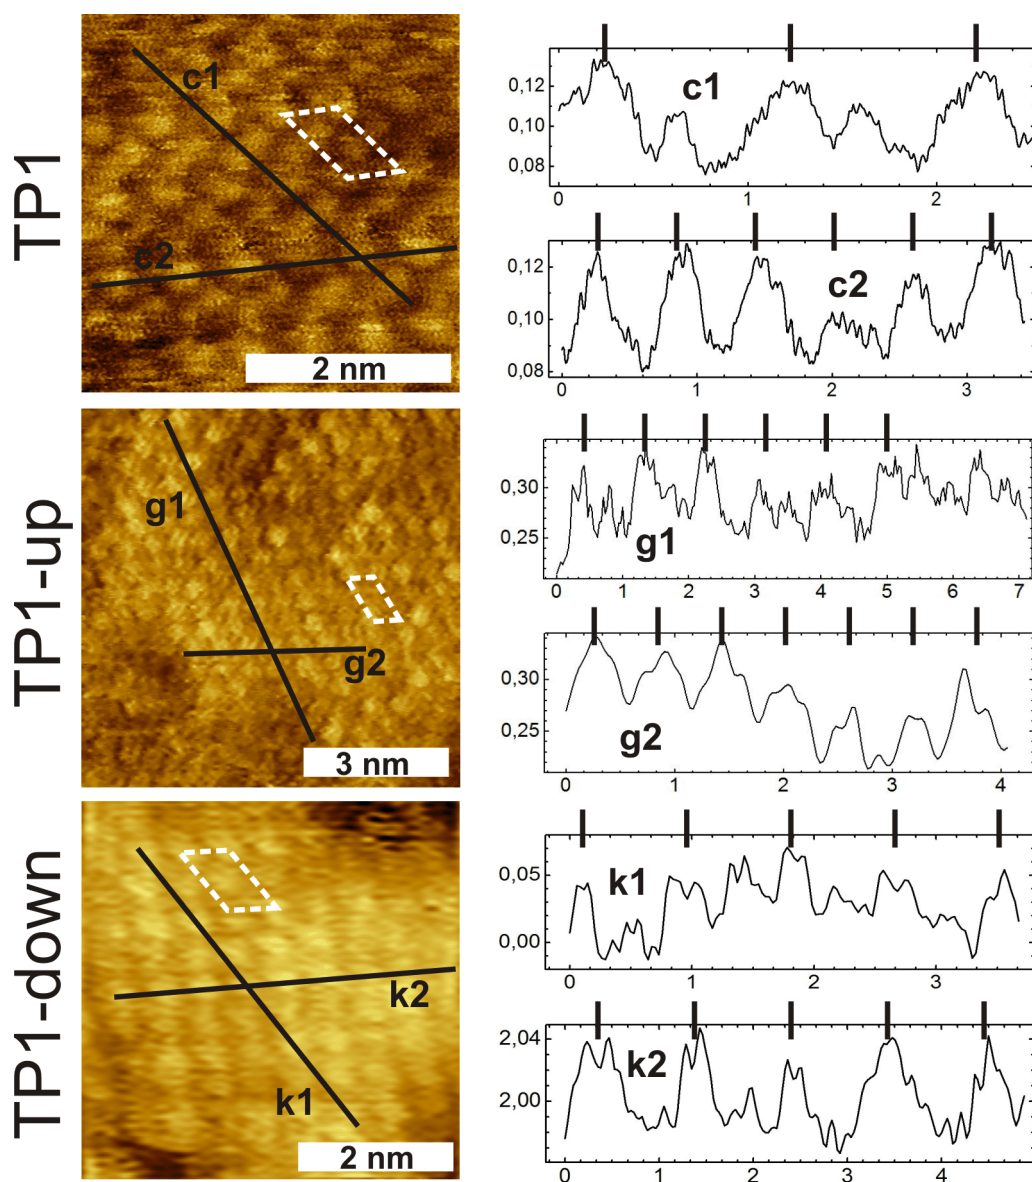 TP1
c1
c2
2 nm
0,12
0,10
0,08
c1
0 1 2
0,12
0,10
0,08
c2
0 1 2 3
TP1-up
g1
g2
3 nm
0,30
0,25
g1
0 1 2 3 4 5 6 7
0,30
0,25
g2
0 1 2 3 4
TP1-down
k2
k1
2 nm
0,05
0,00
k1
0 1 2 3
2,04
2,00
k2
0 1 2 3 4